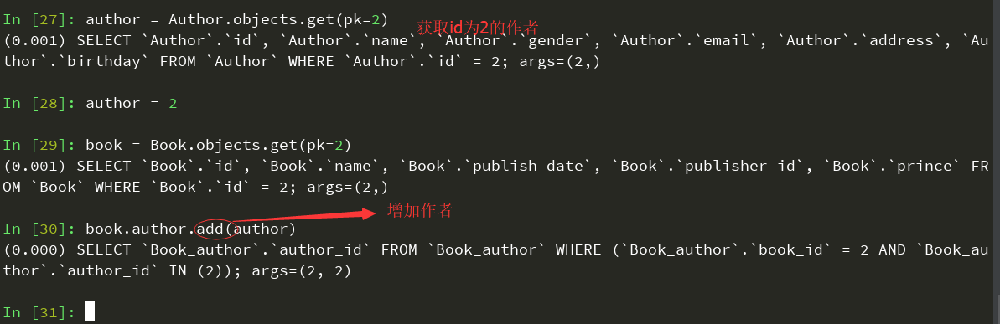 In [27]: author = Author.objects.get(pk=2)
获取id为2的作者
(0.001) SELECT `Author`.`id`, `Author`.`name`, `Author`.`gender`, `Author`.`email`, `Author`.`address`, `Au
thor`.`birthday` FROM `Author` WHERE `Author`.`id` = 2; args=(2,)
In [28]: author = 2
In [29]: book = Book.objects.get(pk=2)
(0.001) SELECT `Book`.`id`, `Book`.`name`, `Book`.`publish_date`, `Book`.`publisher_id`, `Book`.`prince` FR
OM `Book` WHERE `Book`.`id` = 2; args=(2,)
增加作者
In [30]: book.author.add(author)
(0.000) SELECT `Book_author`.`author_id` FROM `Book_author` WHERE (`Book_author`.`book_id` = 2 AND `Book_au
thor`.`author_id` IN (2)); args=(2, 2)
In [31]: